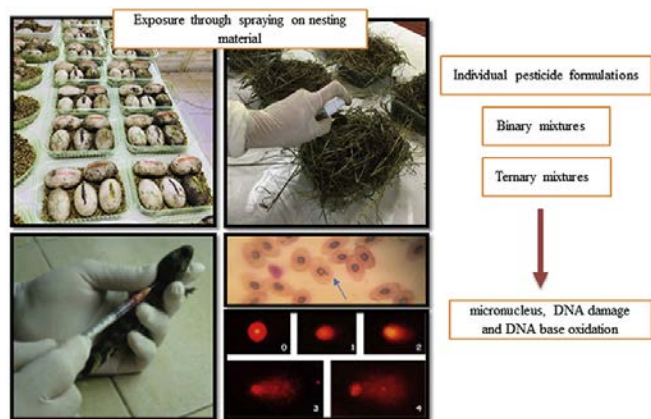 Exposure through spraying on nesting
material
Individual pesticide formulations
Binary mixtures
Ternary mixtures
micronucleus, DNA damage
and DNA base oxidation
0
1
2
3
4